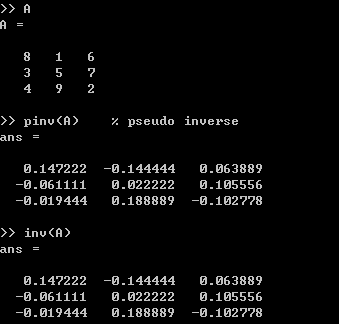 >> A
A =
8 1 6
3 5 7
4 9 2
>> pinv(A) % pseudo inverse
ans =
0.147222 -0.144444 0.063889
-0.061111 0.022222 0.105556
-0.019444 0.188889 -0.102778
>> inv(A)
ans =
0.147222 -0.144444 0.063889
-0.061111 0.022222 0.105556
-0.019444 0.188889 -0.102778